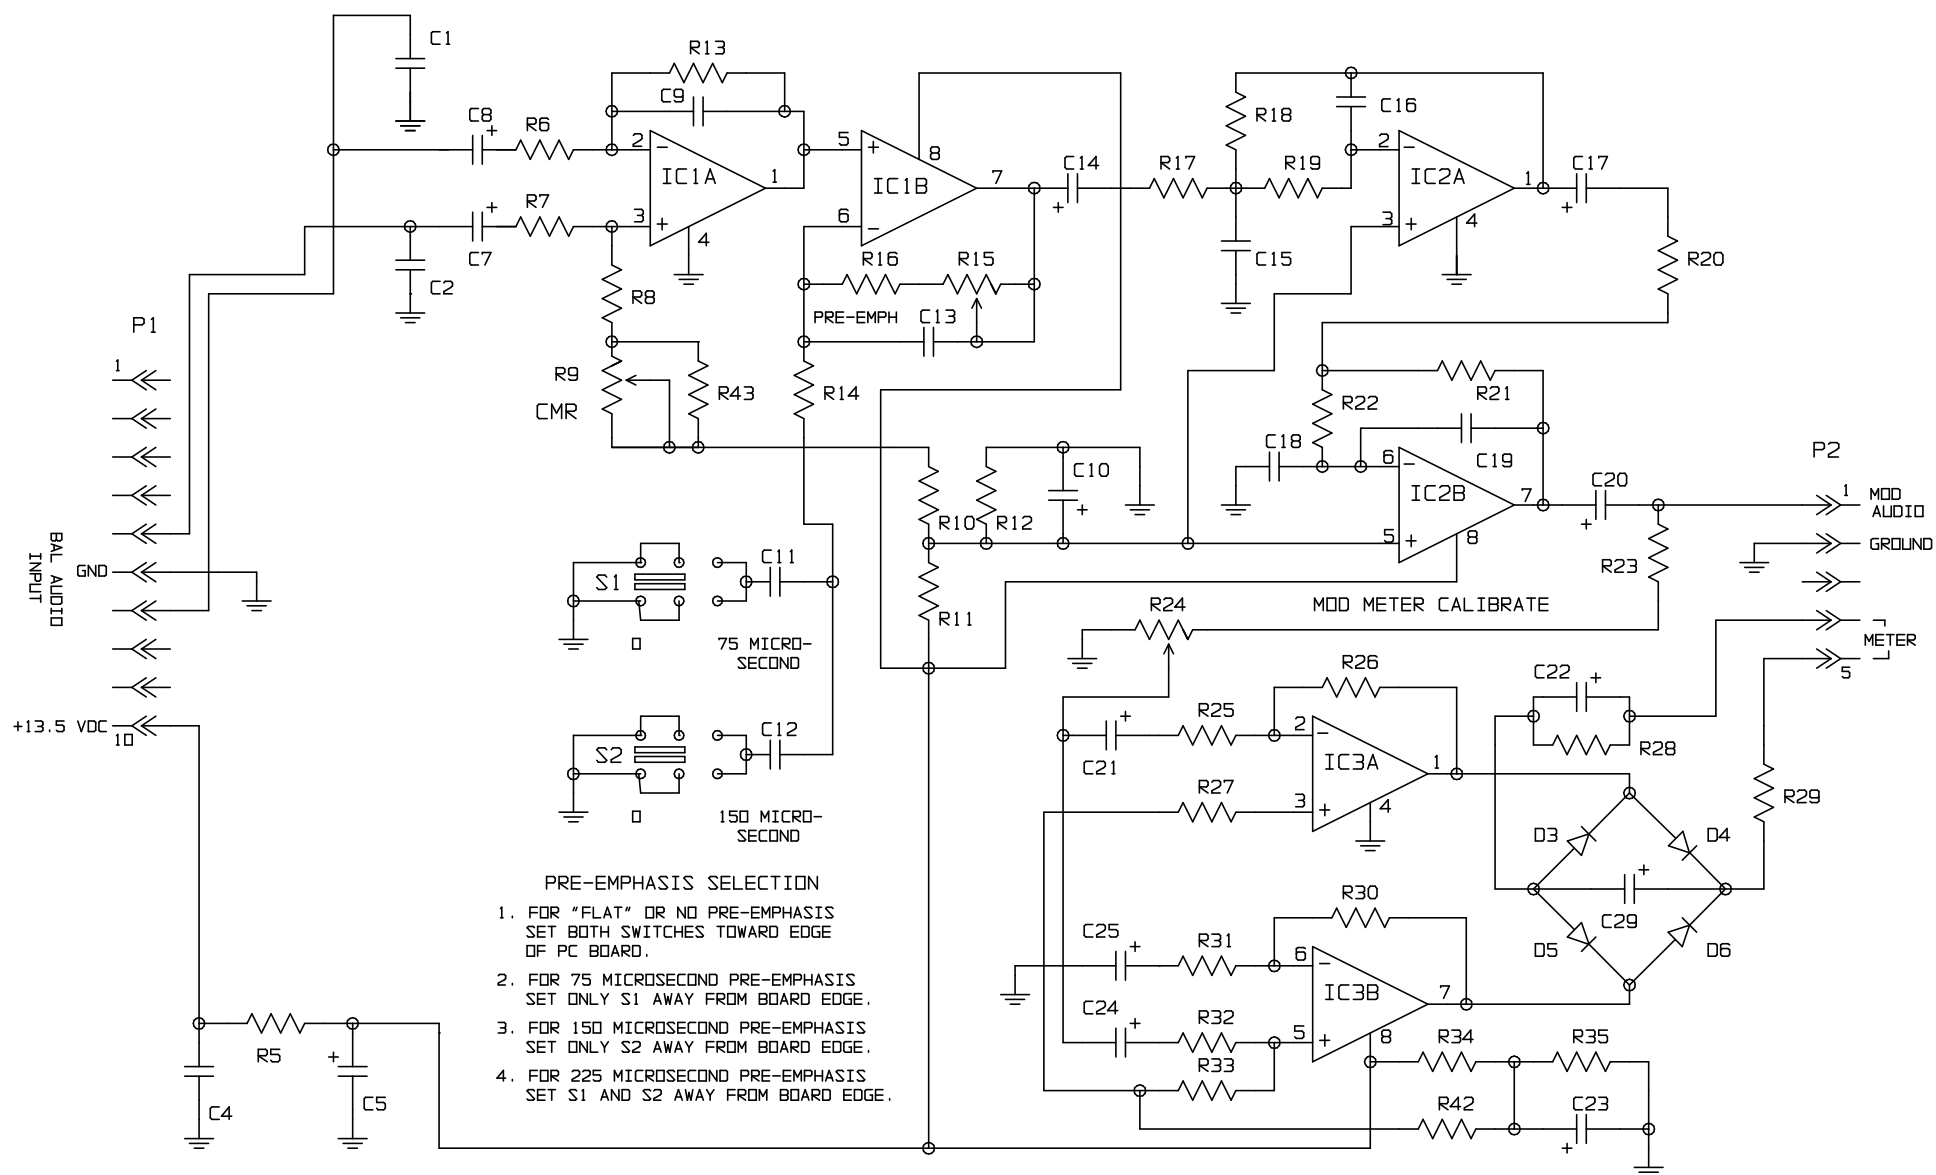 C1
R13
C9
C8
+
R6
2
−
IC1A
1
R7
+
3
+
4
C7
C2
R8
R9
CMR
R43
5
+
8
IC1B
7
6
−
R16
R15
PRE-EMPH
C13
R14
C14
+
R17
R18
R19
C15
C16
2
−
IC2A
1
3
+
4
C17
+
R20
R21
R22
C18
C19
6
−
IC2B
7
5
+
8
C20
+
R23
R10
R12
C10
+
R11
P1
1
BAL AUDIO
INPUT
GND
+13.5 VDC
10
P2
1
MOD
AUDIO
GROUND
METER
5
S1
0
C11
75 MICRO-
SECOND
S2
0
C12
150 MICRO-
SECOND
R24
MOD METER CALIBRATE
R26
+
R25
C21
2
−
IC3A
1
R27
3
+
4
C22
+
R28
R29
D3
D4
+
C29
D5
D6
R30
C25
+
R31
6
−
IC3B
7
C24
+
R32
5
+
8
R33
R34
R35
R42
C23
+
PRE-EMPHASIS SELECTION
1. FOR "FLAT" OR NO PRE-EMPHASIS
SET BOTH SWITCHES TOWARD EDGE
OF PC BOARD.
2. FOR 75 MICROSECOND PRE-EMPHASIS
SET ONLY S1 AWAY FROM BOARD EDGE.
3. FOR 150 MICROSECOND PRE-EMPHASIS
SET ONLY S2 AWAY FROM BOARD EDGE.
4. FOR 225 MICROSECOND PRE-EMPHASIS
SET S1 AND S2 AWAY FROM BOARD EDGE.
R5
+
C4
C5